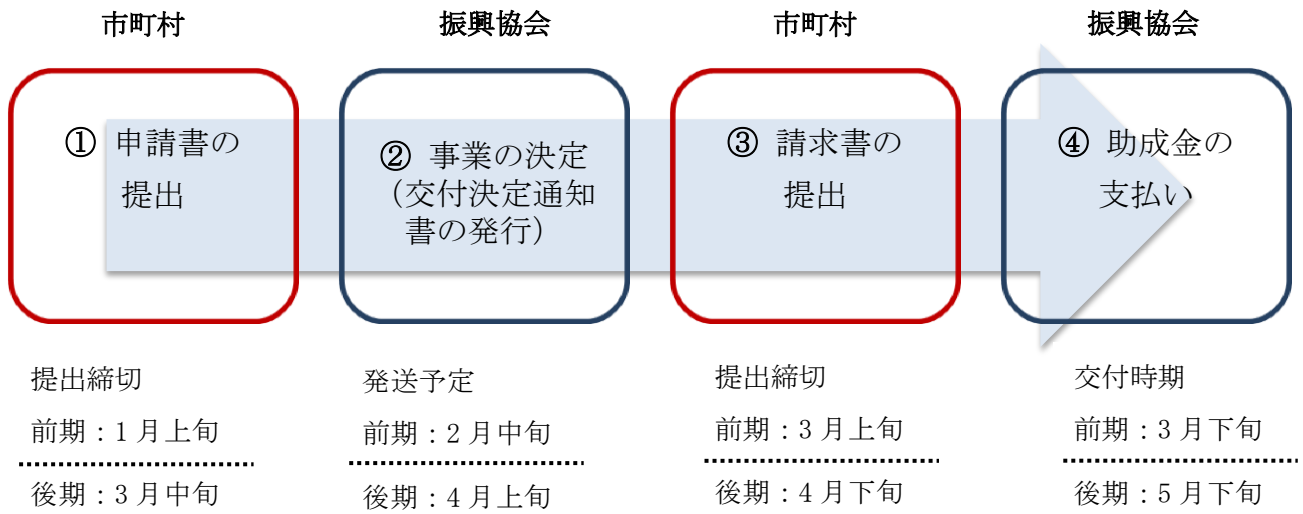 市町村
振興協会
市町村
振興協会
① 申請書の
提出
② 事業の決定
（交付決定通知
書の発行）
③ 請求書の
提出
④ 助成金の
支払い
提出締切
前期：1月上旬
後期：3月中旬
発送予定
前期：2月中旬
後期：4月上旬
提出締切
前期：3月上旬
後期：4月下旬
交付時期
前期：3月下旬
後期：5月下旬